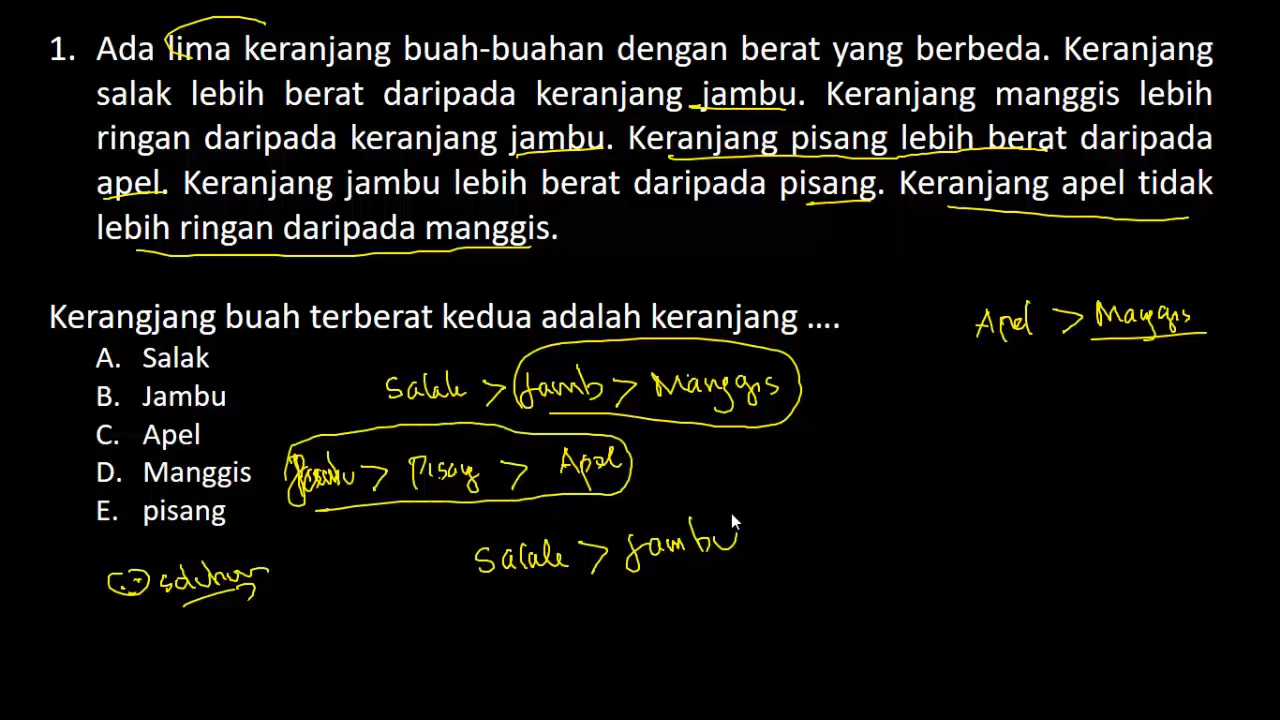 1. Ada lima keranjang buah-buahan dengan berat yang berbeda. Keranjang
salak lebih berat daripada keranjang jambu. Keranjang manggis lebih
ringan daripada keranjang jambu. Keranjang pisang lebih berat daripada
apel. Keranjang jambu lebih berat daripada pisang. Keranjang apel tidak
lebih ringan daripada manggis.
Kerangjang buah terberat kedua adalah keranjang ....
Apel > Manggis
A. Salak
B. Jambu
C. Apel
D. Manggis
E. pisang
Salak > Jamb > Manggis
Jambu > Pisag > Apel
Salak > Jambu